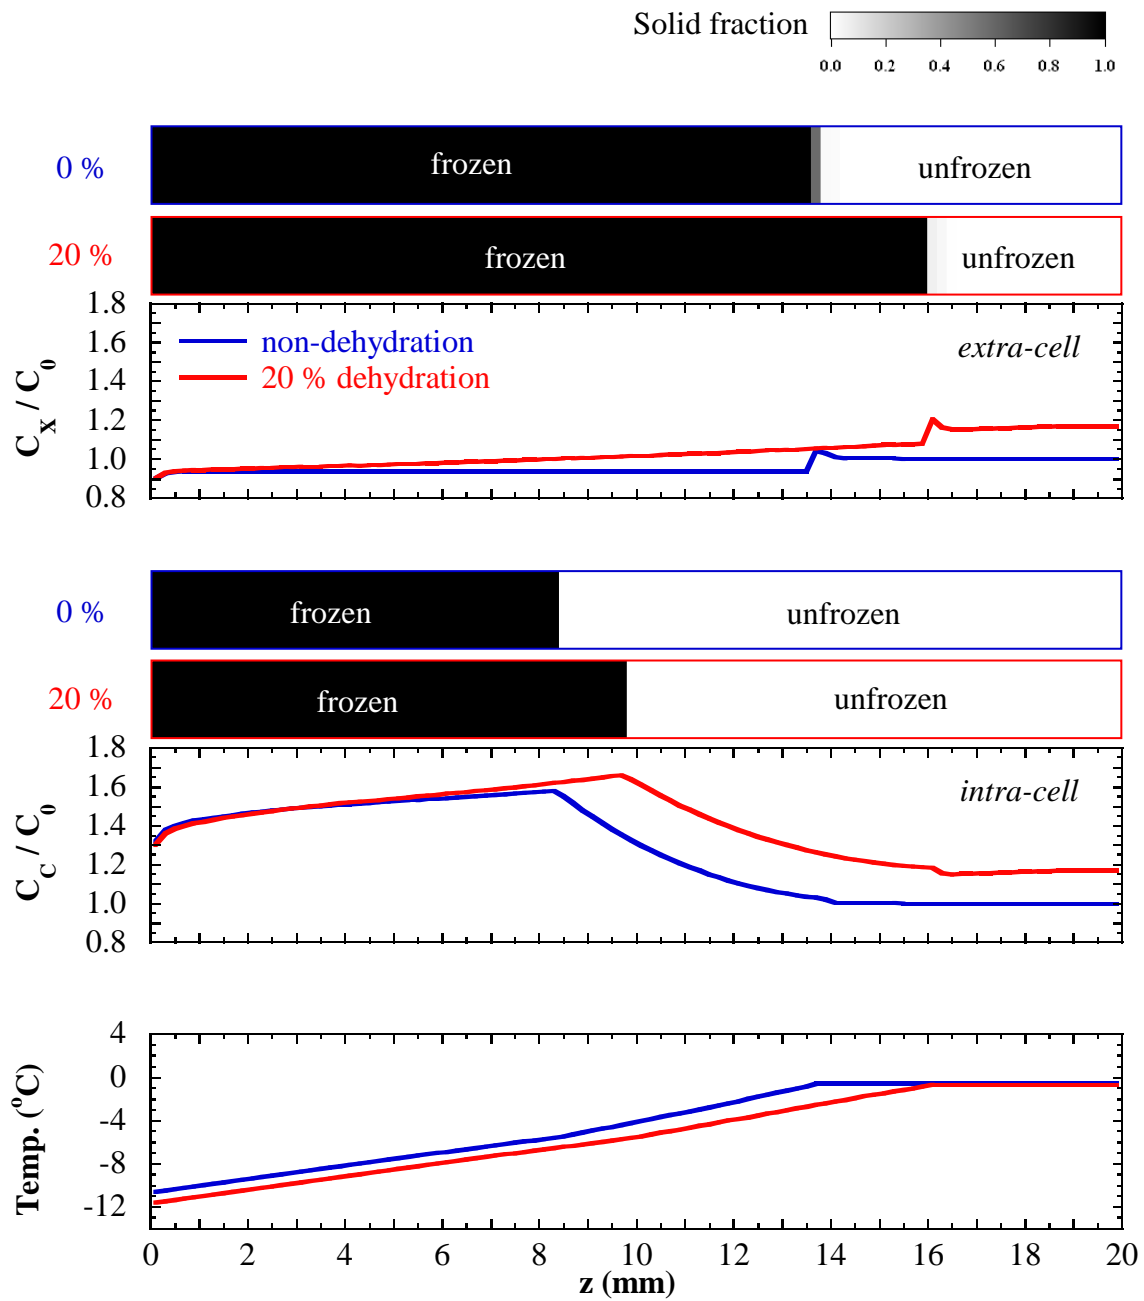 Solid fraction
0.0 0.2 0.4 0.6 0.8 1.0
0 % frozen unfrozen
20 % frozen unfrozen
1.8
1.6
1.4
1.2
1.0
0.8
C_X / C_0
non-dehydration
20 % dehydration
extra-cell
0 % frozen unfrozen
20 % frozen unfrozen
1.8
1.6
1.4
1.2
1.0
0.8
C_C / C_0
intra-cell
4
0
-4
-8
-12
Temp. (°C)
0 2 4 6 8 10 12 14 16 18 20
z (mm)